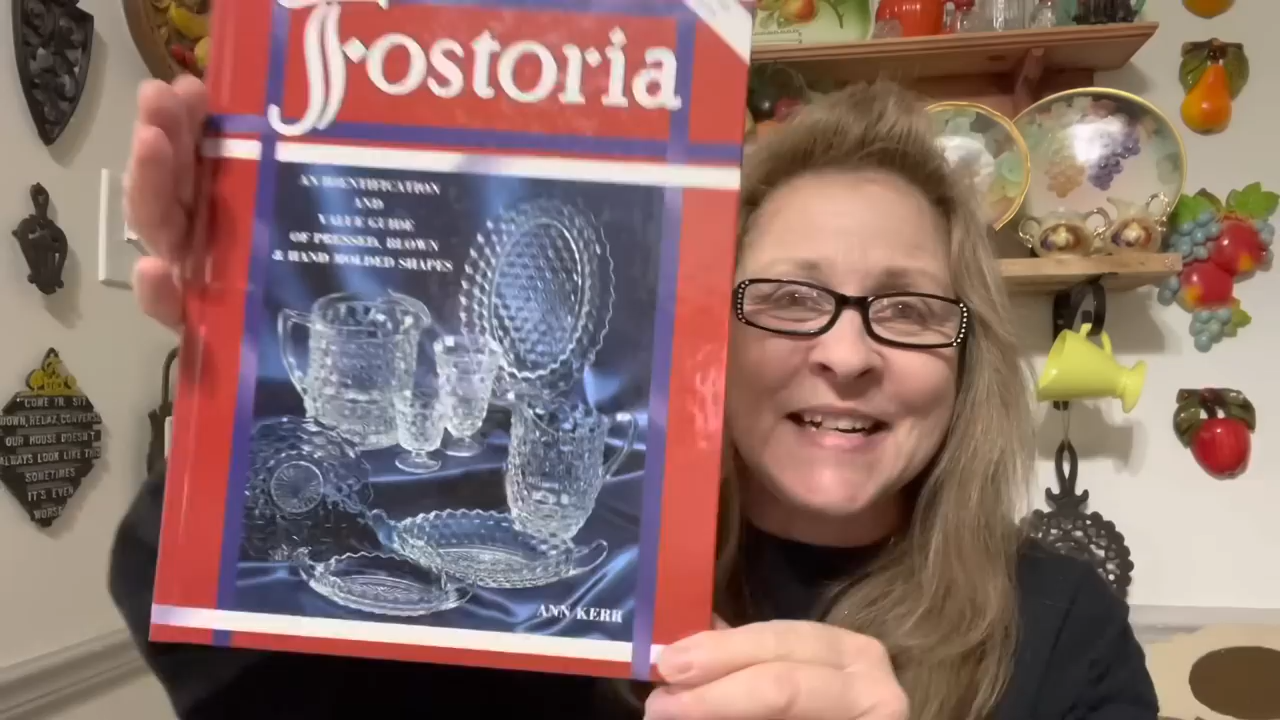 Fostoria
AN IDENTIFICATION
AND
VALUE GUIDE
OF PRESSED, BLOWN
& HAND MOLDED SHAPES
ANN KERR
COME IN, SIT
DOWN, RELAX, CONVERSE
OUR HOUSE DOESN'T
ALWAYS LOOK LIKE THIS
SOMETIMES
IT'S EVEN
WORSE